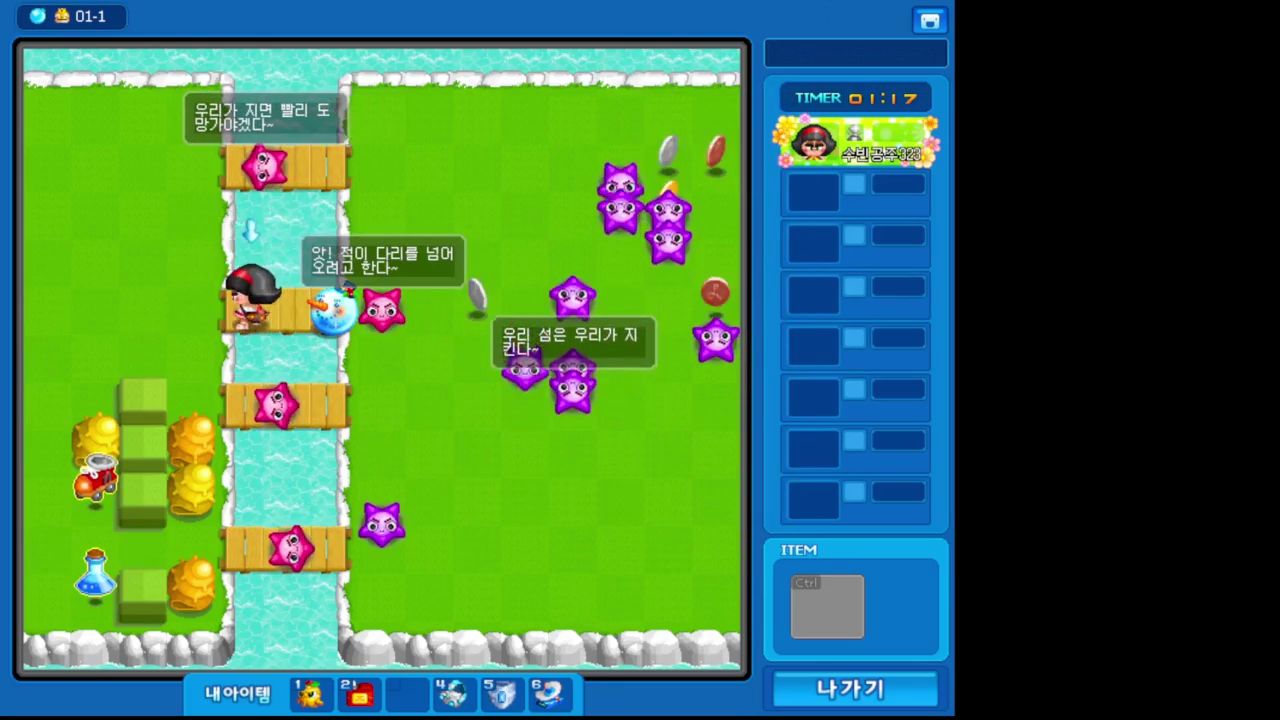 01-1
TIMER 01:17
우리가 지면 빨리 도
망가야겠다~
수빈공주323
앗! 적이 다리를 넘어
오려고 한다~
우리 섬은 우리가 지
킨다~
ITEM
Ctrl
내아이템
1
2
4
5
6
나가기